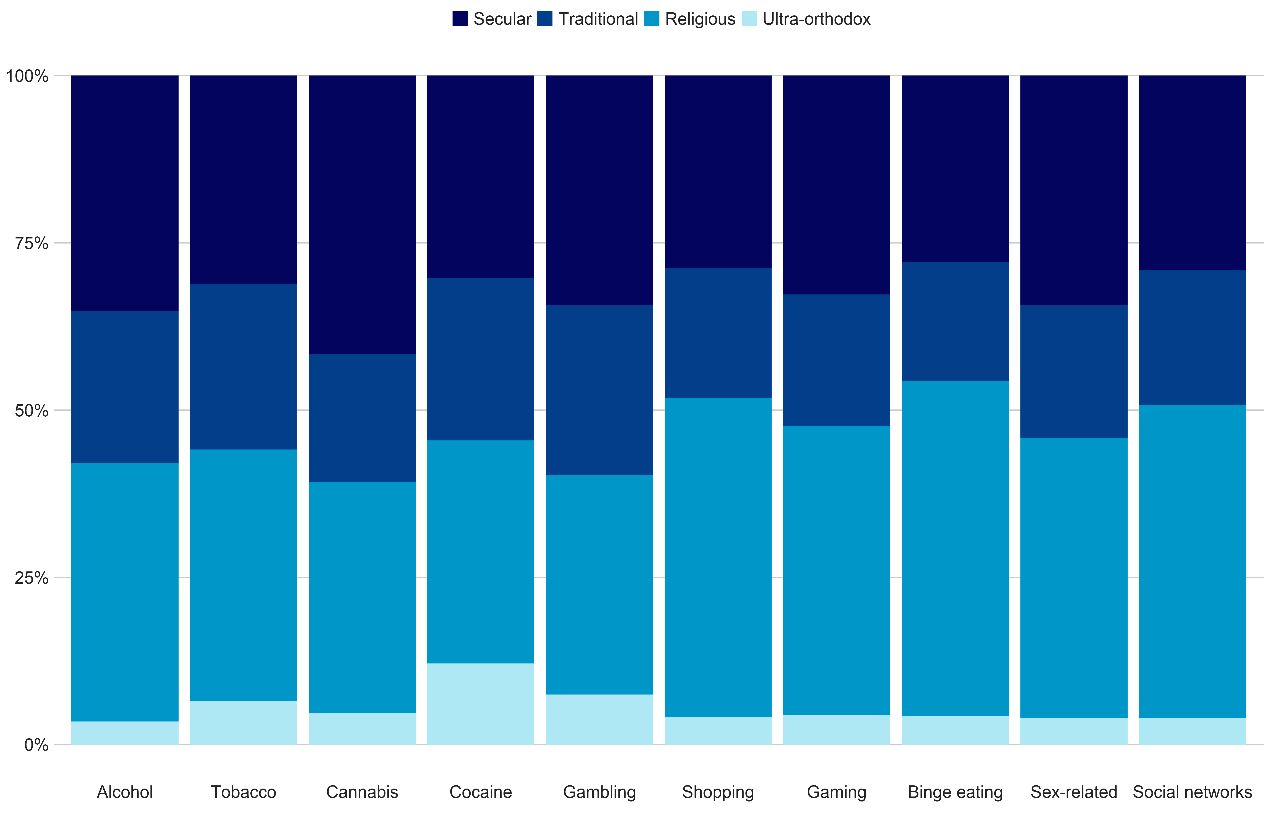 Secular Traditional Religious Ultra-orthodox
100%
75%
50%
25%
0%
Alcohol Tobacco Cannabis Cocaine Gambling Shopping Gaming Binge eating Sex-related Social networks